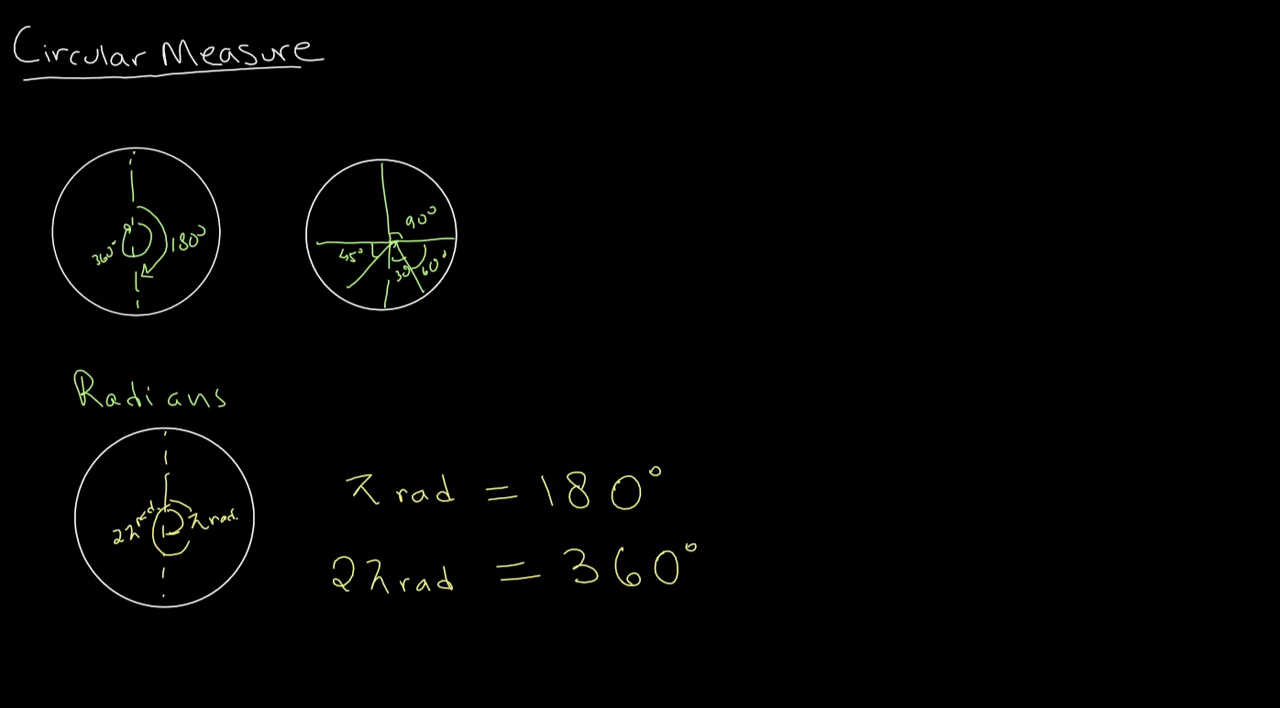 Circular Measure
360° 180°
90°
45° 30° 60°
Radians
2π rad π rad.
π rad = 180°
2π rad = 360°